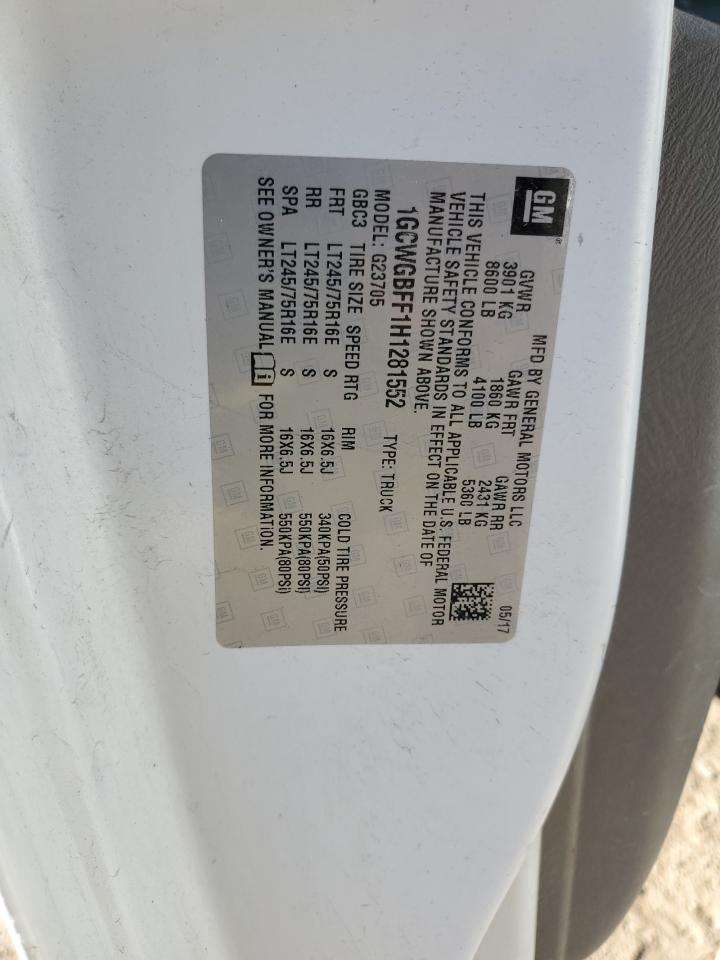 GM
MFD BY GENERAL MOTORS LLC 05/17
GVWR GAWR FRT GAWR RR
3901 KG 1860 KG 2431 KG
8600 LB 4100 LB 5360 LB
THIS VEHICLE CONFORMS TO ALL APPLICABLE U.S. FEDERAL MOTOR
VEHICLE SAFETY STANDARDS IN EFFECT ON THE DATE OF
MANUFACTURE SHOWN ABOVE.
1GCWGBFF1H1281552 TYPE: TRUCK
MODEL: G23705
GBC3 TIRE SIZE SPEED RTG RIM COLD TIRE PRESSURE
FRT LT245/75R16E S 16X6.5J 340KPA(50PSI)
RR LT245/75R16E S 16X6.5J 550KPA(80PSI)
SPA LT245/75R16E S 16X6.5J 550KPA(80PSI)
SEE OWNER'S MANUAL i FOR MORE INFORMATION.